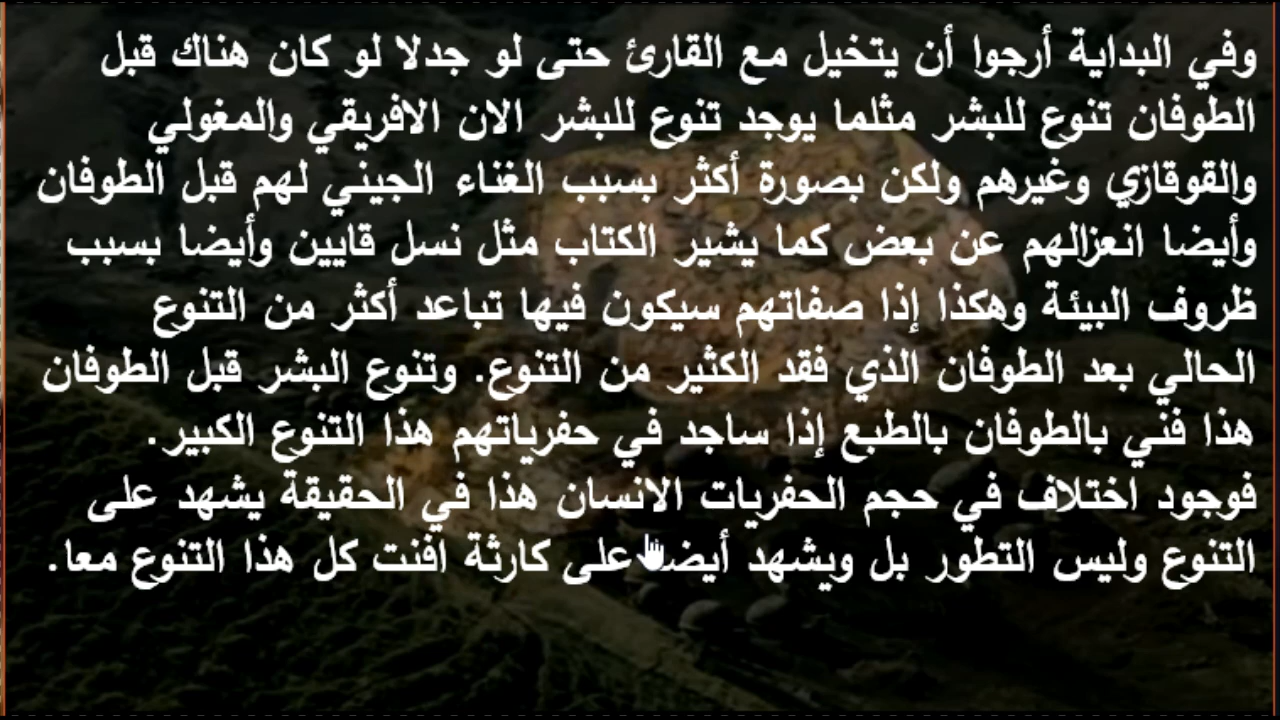 وفي البداية أرجوا أن يتخيل مع القارئ حتى لو جدلا لو كان هناك قبل
الطوفان تنوع للبشر مثلما يوجد تنوع للبشر الان الافريقي والمغولي
والقوقازي وغيرهم ولكن بصورة أكثر بسبب الغناء الجيني لهم قبل الطوفان
وأيضا انعزالهم عن بعض كما يشير الكتاب مثل نسل قايين وأيضا بسبب
ظروف البيئة وهكذا إذا صفاتهم سيكون فيها تباعد أكثر من التنوع
الحالي بعد الطوفان الذي فقد الكثير من التنوع. وتنوع البشر قبل الطوفان
هذا فني بالطوفان بالطبع إذا ساجد في حفرياتهم هذا التنوع الكبير.
فوجود اختلاف في حجم الحفريات الانسان هذا في الحقيقة يشهد على
التنوع وليس التطور بل ويشهد أيضا على كارثة افنت كل هذا التنوع معا.